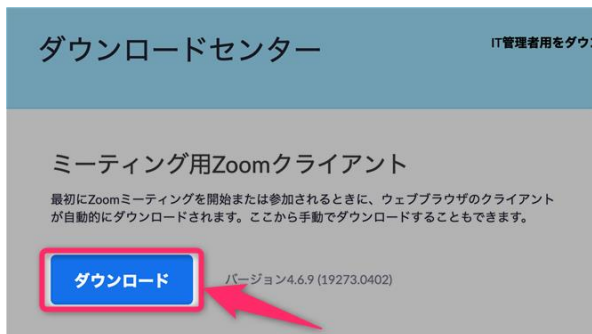 ダウンロードセンター
IT管理者用をダウ
ミーティング用Zoomクライアント
最初にZoomミーティングを開始または参加されるときに、ウェブブラウザのクライアント
が自動的にダウンロードされます。ここから手動でダウンロードすることもできます。
ダウンロード
バージョン4.6.9 (19273.0402)